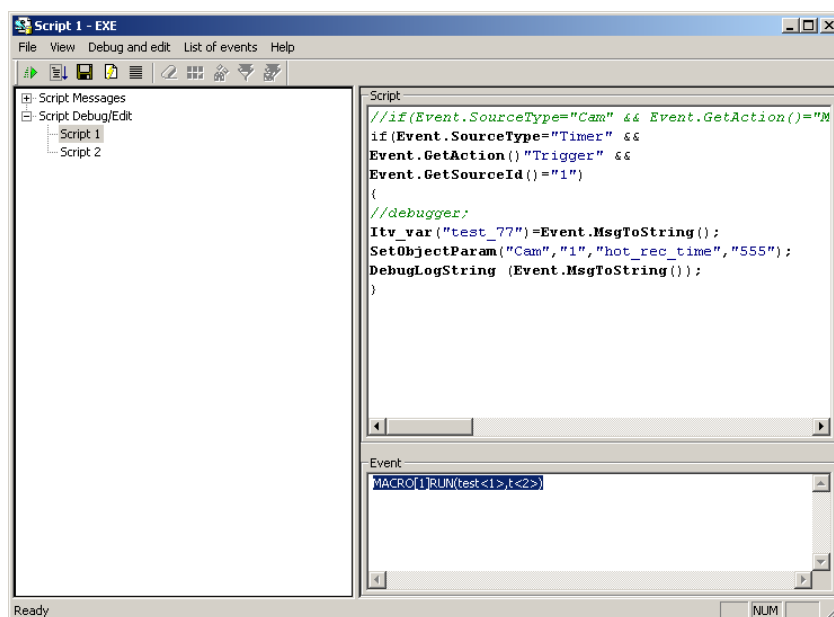 Script 1 - EXE
File View Debug and edit List of events Help
Script Messages
Script Debug/Edit
Script 1
Script 2
Script
//if(Event.SourceType="Cam" && Event.GetAction()="M
if(Event.SourceType="Timer" &&
Event.GetAction()"Trigger" &&
Event.GetSourceId()="1")
{
//debugger;
Itv_var("test_77")=Event.MsgToString();
SetObjectParam("Cam","1","hot_rec_time","555");
DebugLogString (Event.MsgToString());
}
Event
MACRO[1]RUN(test<1>,t<2>)
Ready NUM